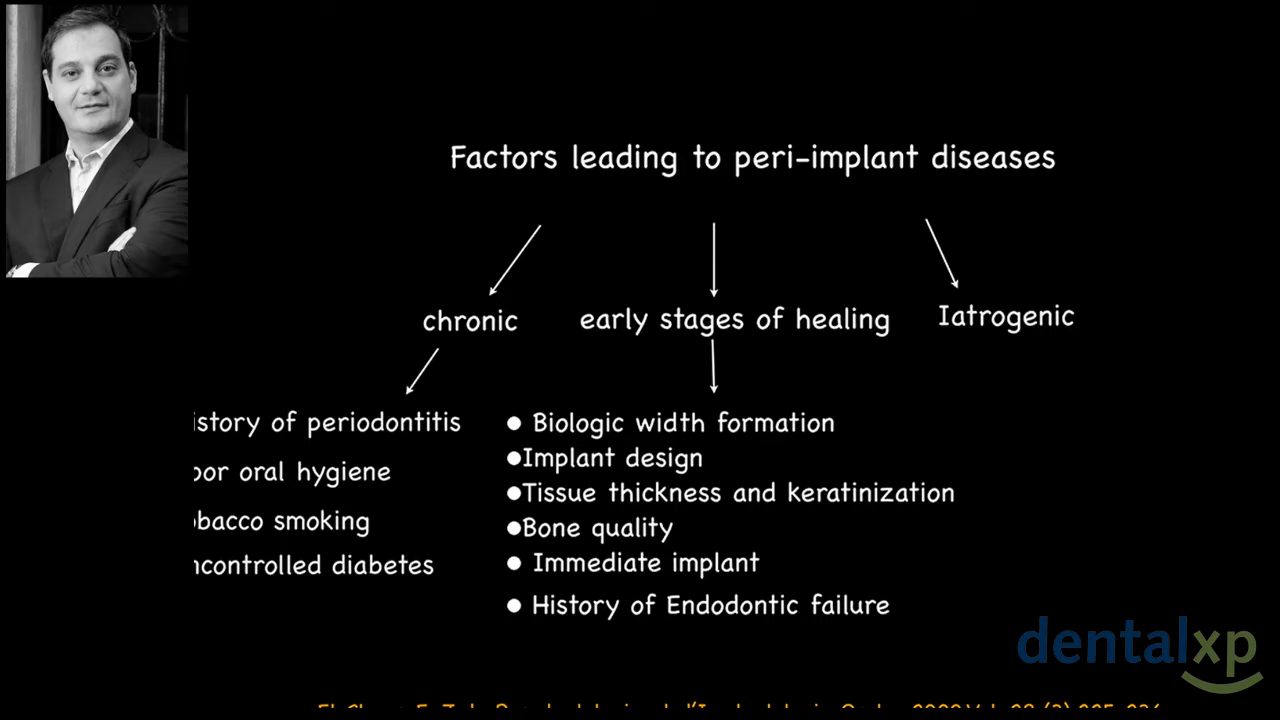 Factors leading to peri-implant diseases
chronic
early stages of healing
Iatrogenic
istory of periodontitis
oor oral hygiene
bacco smoking
ncontrolled diabetes
● Biologic width formation
●Implant design
●Tissue thickness and keratinization
●Bone quality
● Immediate implant
● History of Endodontic failure
dentalxp